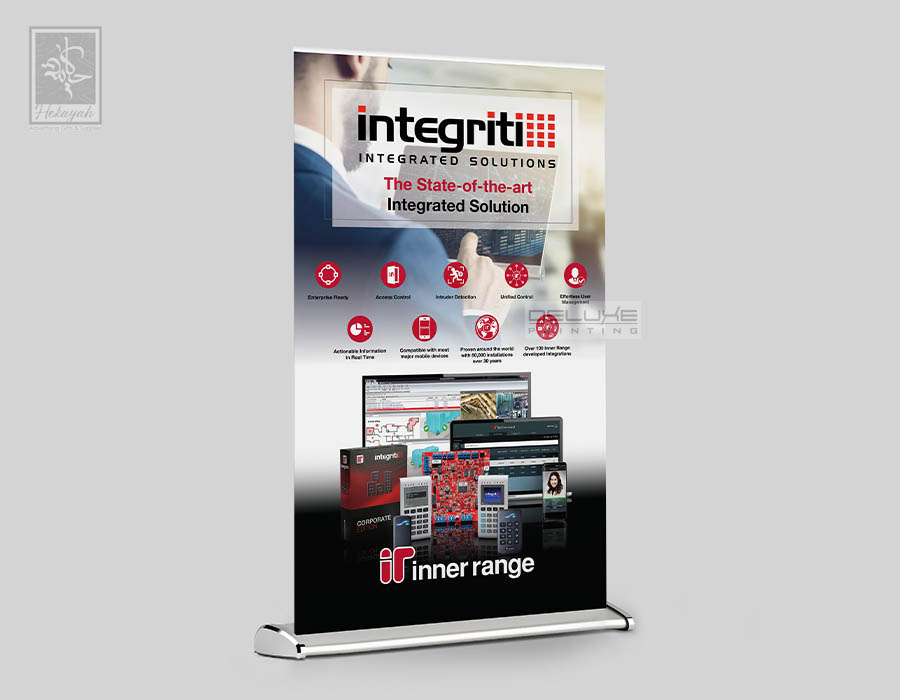 Hekayah
Advertising Gifts & Supplies
integriti
INTEGRATED SOLUTIONS
The State-of-the-art
Integrated Solution
Enterprise Ready
Access Control
Intruder Detection
Unified Control
Effortless User
Management
DELUXE
PRINTING
Actionable Information
in Real Time
Compatible with most
major mobile devices
Proven around the world
with 60,000 installations
over 30 years
Over 100 Inner Range
developed integrations
integriti
CORPORATE
EDITION
integriti
inner range